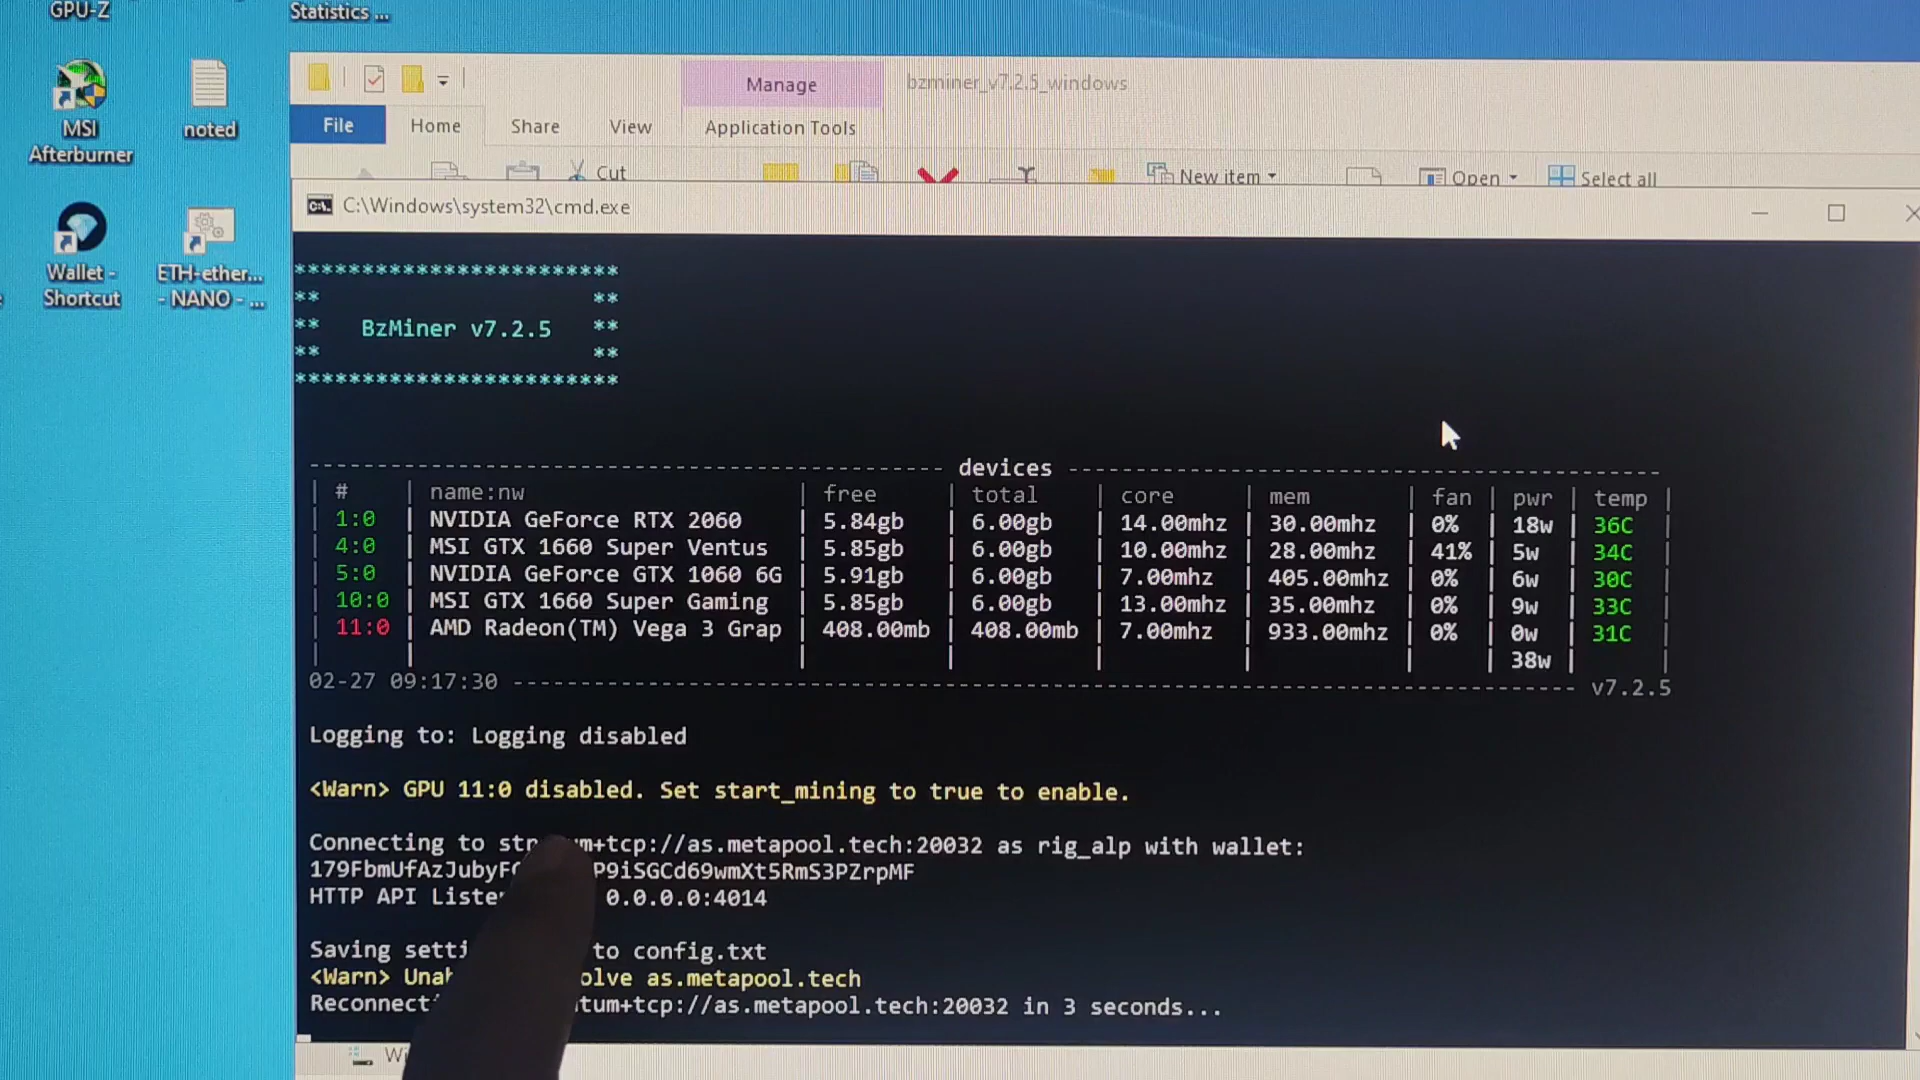 GPU-Z
Statistics ...
MSI
Afterburner
noted
Wallet -
Shortcut
ETH-ether...
- NANO - ...
Manage
bzminer_v7.2.5_windows
File
Home
Share
View
Application Tools
Cut
New item
Open
Select all
C:\Windows\system32\cmd.exe
************************
** **
** BzMiner v7.2.5 **
** **
************************
devices
| # | name:nw | free | total | core | mem | fan | pwr | temp |
| 1:0 | NVIDIA GeForce RTX 2060 | 5.84gb | 6.00gb | 14.00mhz | 30.00mhz | 0% | 18w | 36C |
| 4:0 | MSI GTX 1660 Super Ventus | 5.85gb | 6.00gb | 10.00mhz | 28.00mhz | 41% | 5w | 34C |
| 5:0 | NVIDIA GeForce GTX 1060 6G | 5.91gb | 6.00gb | 7.00mhz | 405.00mhz | 0% | 6w | 30C |
| 10:0 | MSI GTX 1660 Super Gaming | 5.85gb | 6.00gb | 13.00mhz | 35.00mhz | 0% | 9w | 33C |
| 11:0 | AMD Radeon(TM) Vega 3 Grap | 408.00mb | 408.00mb | 7.00mhz | 933.00mhz | 0% | 0w | 31C |
38w
02-27 09:17:30 v7.2.5
Logging to: Logging disabled
<Warn> GPU 11:0 disabled. Set start_mining to true to enable.
Connecting to m+tcp://as.metapool.tech:20032 as rig_alp with wallet:
179FbmUfAzJubyF P9iSGCd69wmXt5RmS3PZrpMF
HTTP API 0.0.0.0:4014
Saving to config.txt
<Warn> as.metapool.tech
tum+tcp://as.metapool.tech:20032 in 3 seconds...